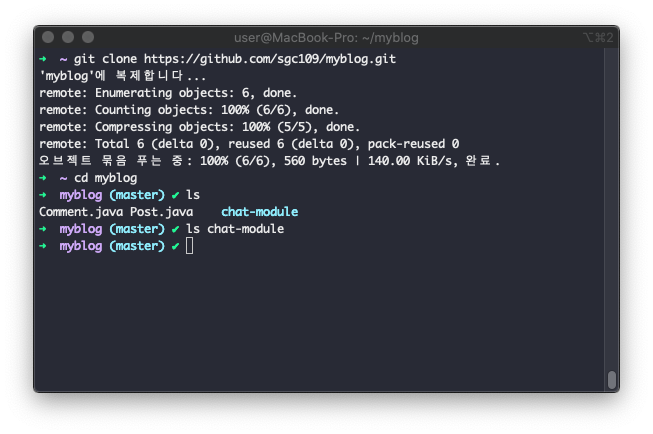 user@MacBook-Pro: ~/myblog
⌥⌘2
➜ ~ git clone https://github.com/sgc109/myblog.git
'myblog'에 복제합니다...
remote: Enumerating objects: 6, done.
remote: Counting objects: 100% (6/6), done.
remote: Compressing objects: 100% (5/5), done.
remote: Total 6 (delta 0), reused 6 (delta 0), pack-reused 0
오브젝트 묶음 푸는 중: 100% (6/6), 560 bytes | 140.00 KiB/s, 완료.
➜ ~ cd myblog
➜ myblog (master) ✔ ls
Comment.java Post.java chat-module
➜ myblog (master) ✔ ls chat-module
➜ myblog (master) ✔